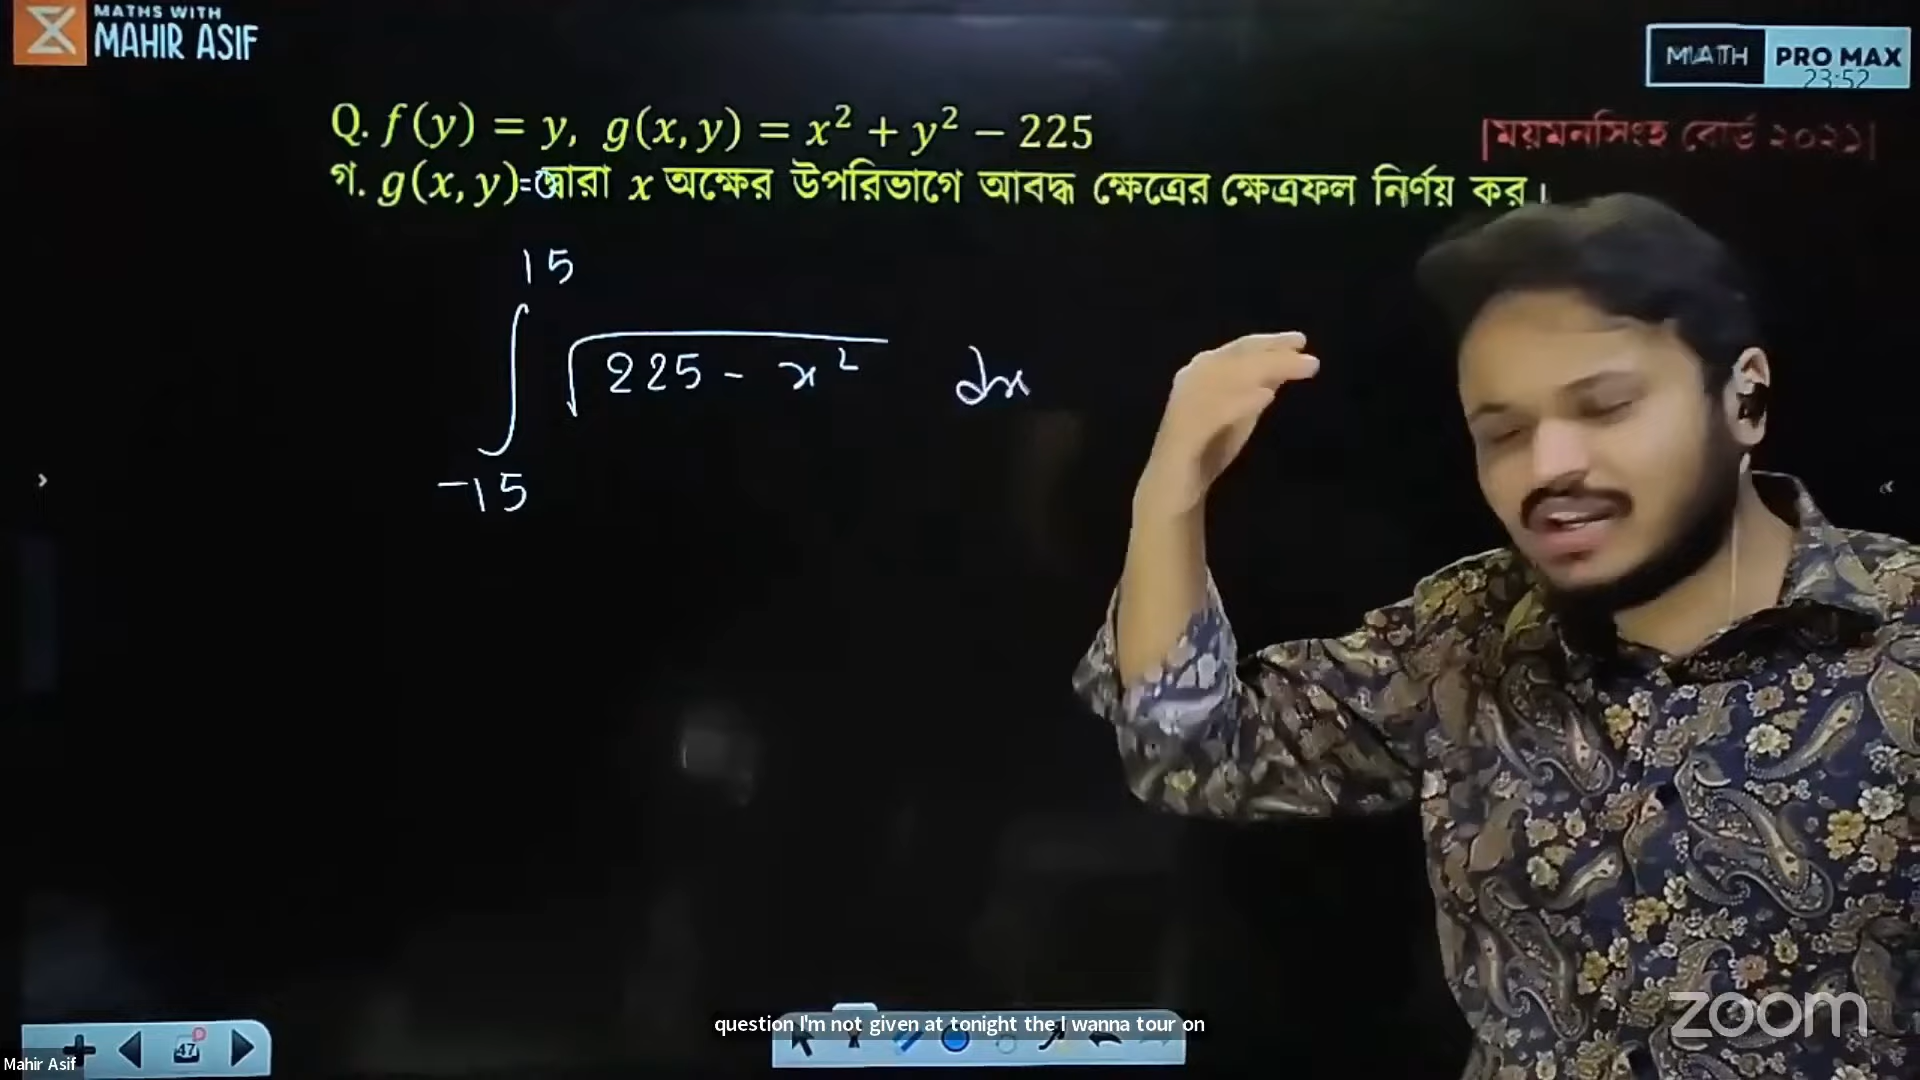 MATHS WITH
MAHIR ASIF
MATH PRO MAX
23:52
Q. f(y) = y, g(x, y) = x² + y² − 225
|ময়মনসিংহ বোর্ড ২০২১|
গ. g(x, y)= দ্বারা x অক্ষের উপরিভাগে আবদ্ধ ক্ষেত্রের ক্ষেত্রফল নির্ণয় কর।
15
∫ √225 - x² dx
-15
question I'm not given at tonight the I wanna tour on
47
Mahir Asif
zoom